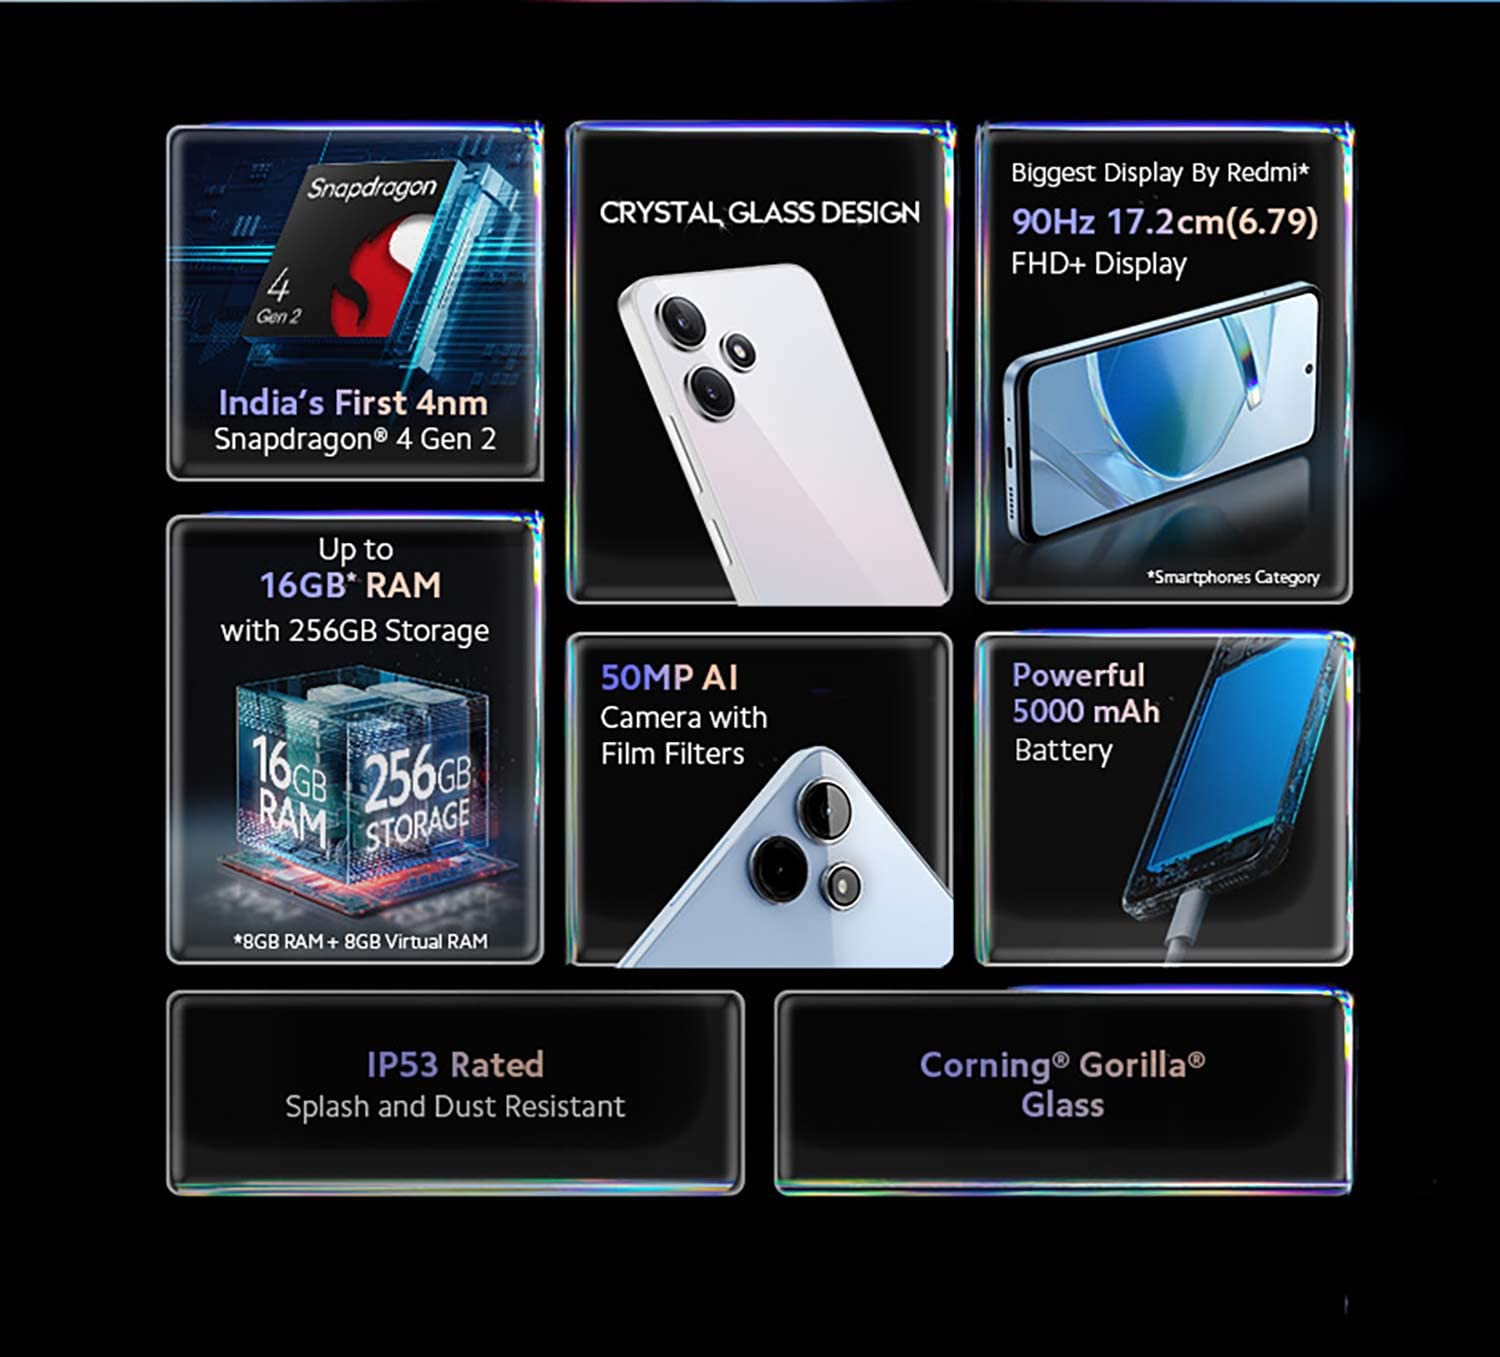 Snapdragon
4
Gen 2
India's First 4nm
Snapdragon® 4 Gen 2
CRYSTAL GLASS DESIGN
Biggest Display By Redmi*
90Hz 17.2cm(6.79)
FHD+ Display
*Smartphones Category
Up to
16GB* RAM
with 256GB Storage
16GB
RAM
256GB
STORAGE
*8GB RAM + 8GB Virtual RAM
50MP AI
Camera with
Film Filters
Powerful
5000 mAh
Battery
IP53 Rated
Splash and Dust Resistant
Corning® Gorilla®
Glass